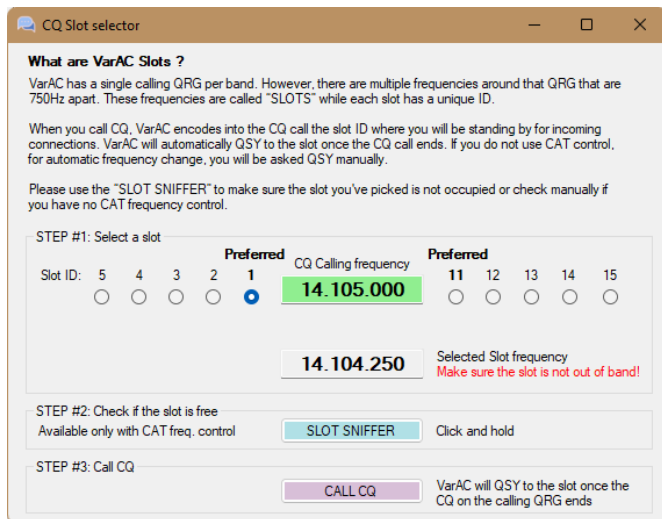 CQ Slot selector
What are VarAC Slots ?
VarAC has a single calling QRG per band. However, there are multiple frequencies around that QRG that are
750Hz apart. These frequencies are called "SLOTS" while each slot has a unique ID.
When you call CQ, VarAC encodes into the CQ call the slot ID where you will be standing by for incoming
connections. VarAC will automatically QSY to the slot once the CQ call ends. If you do not use CAT control,
for automatic frequency change, you will be asked QSY manually.
Please use the "SLOT SNIFFER" to make sure the slot you've picked is not occupied or check manually if
you have no CAT frequency control.
STEP #1: Select a slot
Preferred CQ Calling frequency Preferred
Slot ID: 5 4 3 2 1 14.105.000 11 12 13 14 15
14.104.250 Selected Slot frequency
Make sure the slot is not out of band!
STEP #2: Check if the slot is free
Available only with CAT freq. control SLOT SNIFFER Click and hold
STEP #3: Call CQ
CALL CQ VarAC will QSY to the slot once the
CQ on the calling QRG ends